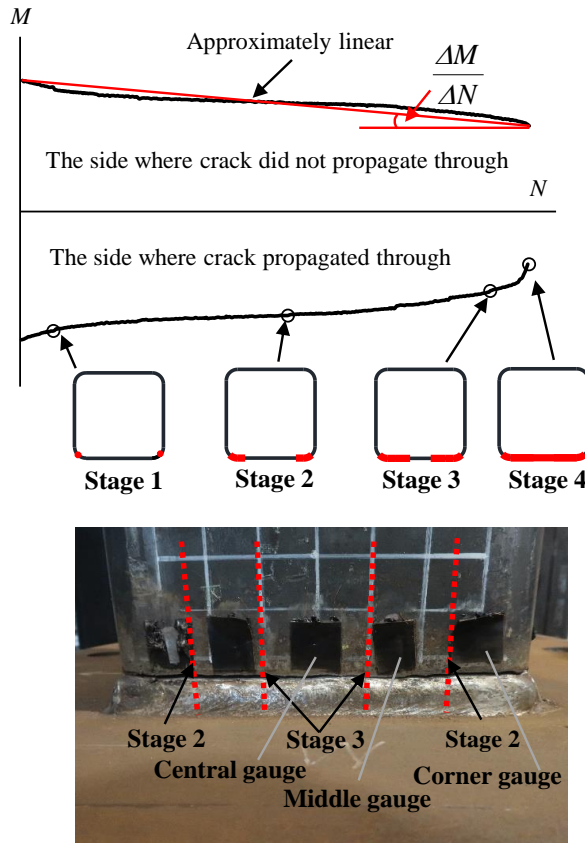 M
Approximately linear
ΔM
ΔN
The side where crack did not propagate through
N
The side where crack propagated through
Stage 1 Stage 2 Stage 3 Stage 4
Stage 2 Stage 3 Stage 2
Central gauge
Corner gauge
Middle gauge